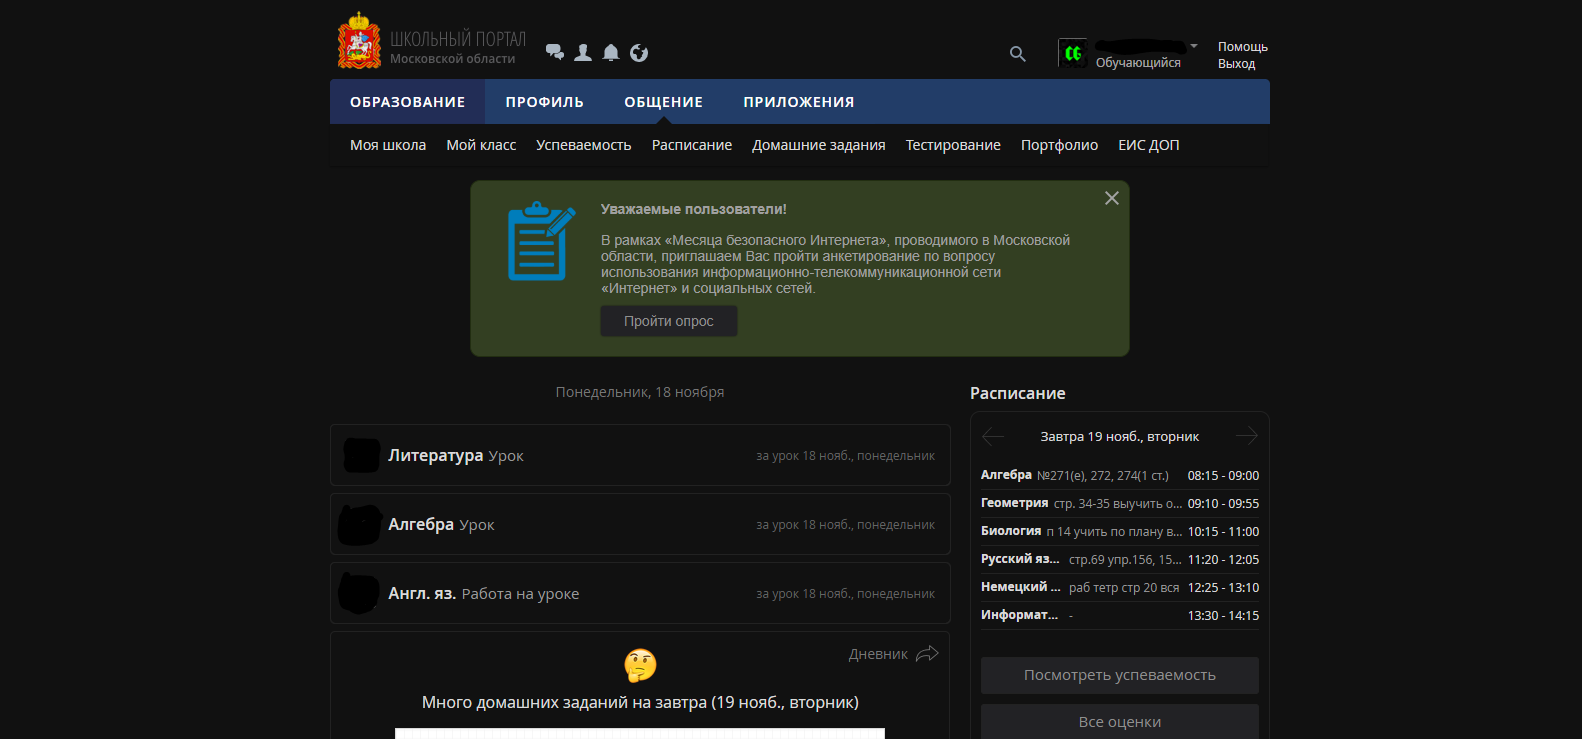 ШКОЛЬНЫЙ ПОРТАЛ
Московской области
Обучающийся
Помощь
Выход
ОБРАЗОВАНИЕ ПРОФИЛЬ ОБЩЕНИЕ ПРИЛОЖЕНИЯ
Моя школа Мой класс Успеваемость Расписание Домашние задания Тестирование Портфолио ЕИС ДОП
Уважаемые пользователи!
В рамках «Месяца безопасного Интернета», проводимого в Московской
области, приглашаем Вас пройти анкетирование по вопросу
использования информационно-телекоммуникационной сети
«Интернет» и социальных сетей.
Пройти опрос
Понедельник, 18 ноября
Литература Урок за урок 18 нояб., понедельник
Алгебра Урок за урок 18 нояб., понедельник
Англ. яз. Работа на уроке за урок 18 нояб., понедельник
Дневник
Много домашних заданий на завтра (19 нояб., вторник)
Расписание
Завтра 19 нояб., вторник
Алгебра №271(е), 272, 274(1 ст.) 08:15 - 09:00
Геометрия стр. 34-35 выучить о... 09:10 - 09:55
Биология п 14 учить по плану в... 10:15 - 11:00
Русский яз... стр.69 упр.156, 15... 11:20 - 12:05
Немецкий ... раб тетр стр 20 вся 12:25 - 13:10
Информат... - 13:30 - 14:15
Посмотреть успеваемость
Все оценки